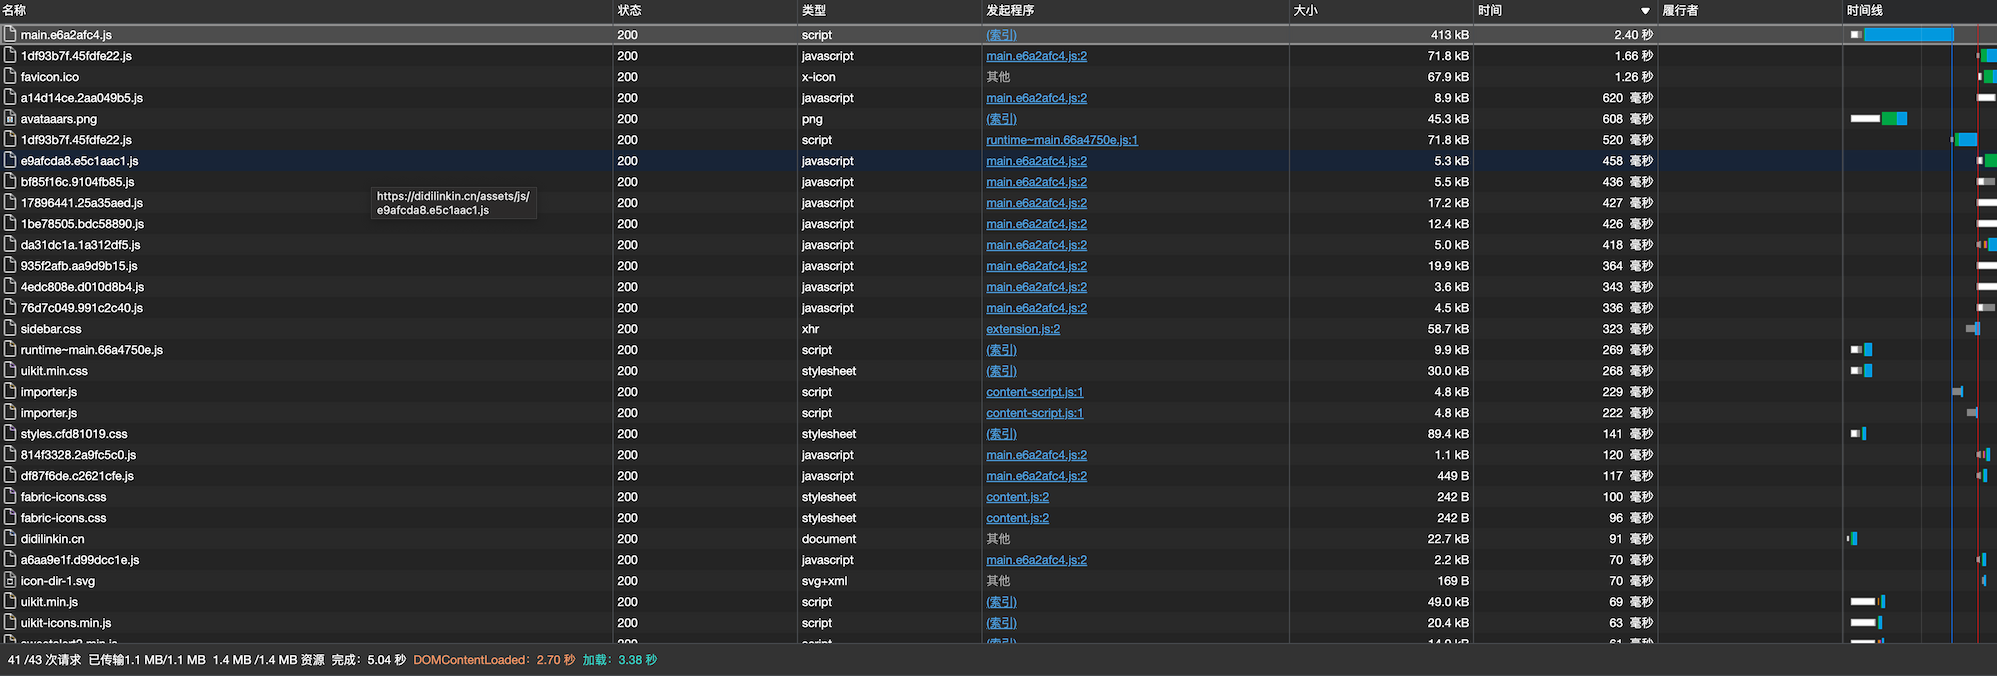 名称 状态 类型 发起程序 大小 时间 履行者 时间线
main.e6a2afc4.js 200 script (索引) 413 kB 2.40 秒
1df93b7f.45fdfe22.js 200 javascript main.e6a2afc4.js:2 71.8 kB 1.66 秒
favicon.ico 200 x-icon 其他 67.9 kB 1.26 秒
a14d14ce.2aa049b5.js 200 javascript main.e6a2afc4.js:2 8.9 kB 620 毫秒
avataaars.png 200 png (索引) 45.3 kB 608 毫秒
1df93b7f.45fdfe22.js 200 script runtime~main.66a4750e.js:1 71.8 kB 520 毫秒
e9afcda8.e5c1aac1.js 200 javascript main.e6a2afc4.js:2 5.3 kB 458 毫秒
bf85f16c.9104fb85.js 200 javascript main.e6a2afc4.js:2 5.5 kB 436 毫秒
https://didilinkin.cn/assets/js/
e9afcda8.e5c1aac1.js
17896441.25a35aed.js 200 javascript main.e6a2afc4.js:2 17.2 kB 427 毫秒
1be78505.bdc58890.js 200 javascript main.e6a2afc4.js:2 12.4 kB 426 毫秒
da31dc1a.1a312df5.js 200 javascript main.e6a2afc4.js:2 5.0 kB 418 毫秒
935f2afb.aa9d9b15.js 200 javascript main.e6a2afc4.js:2 19.9 kB 364 毫秒
4edc808e.d010d8b4.js 200 javascript main.e6a2afc4.js:2 3.6 kB 343 毫秒
76d7c049.991c2c40.js 200 javascript main.e6a2afc4.js:2 4.5 kB 336 毫秒
sidebar.css 200 xhr extension.js:2 58.7 kB 323 毫秒
runtime~main.66a4750e.js 200 script (索引) 9.9 kB 269 毫秒
uikit.min.css 200 stylesheet (索引) 30.0 kB 268 毫秒
importer.js 200 script content-script.js:1 4.8 kB 229 毫秒
importer.js 200 script content-script.js:1 4.8 kB 222 毫秒
styles.cfd81019.css 200 stylesheet (索引) 89.4 kB 141 毫秒
814f3328.2a9fc5c0.js 200 javascript main.e6a2afc4.js:2 1.1 kB 120 毫秒
df87f6de.c2621cfe.js 200 javascript main.e6a2afc4.js:2 449 B 117 毫秒
fabric-icons.css 200 stylesheet content.js:2 242 B 100 毫秒
fabric-icons.css 200 stylesheet content.js:2 242 B 96 毫秒
didilinkin.cn 200 document 其他 22.7 kB 91 毫秒
a6aa9e1f.d99dcc1e.js 200 javascript main.e6a2afc4.js:2 2.2 kB 70 毫秒
icon-dir-1.svg 200 svg+xml 其他 169 B 70 毫秒
uikit.min.js 200 script (索引) 49.0 kB 69 毫秒
uikit-icons.min.js 200 script (索引) 20.4 kB 63 毫秒
sweetalert2.min.js 200 script (索引) 14.9 kB 61 毫秒
41 /43 次请求 已传输1.1 MB/1.1 MB 1.4 MB /1.4 MB 资源 完成：5.04 秒 DOMContentLoaded：2.70 秒 加载：3.38 秒